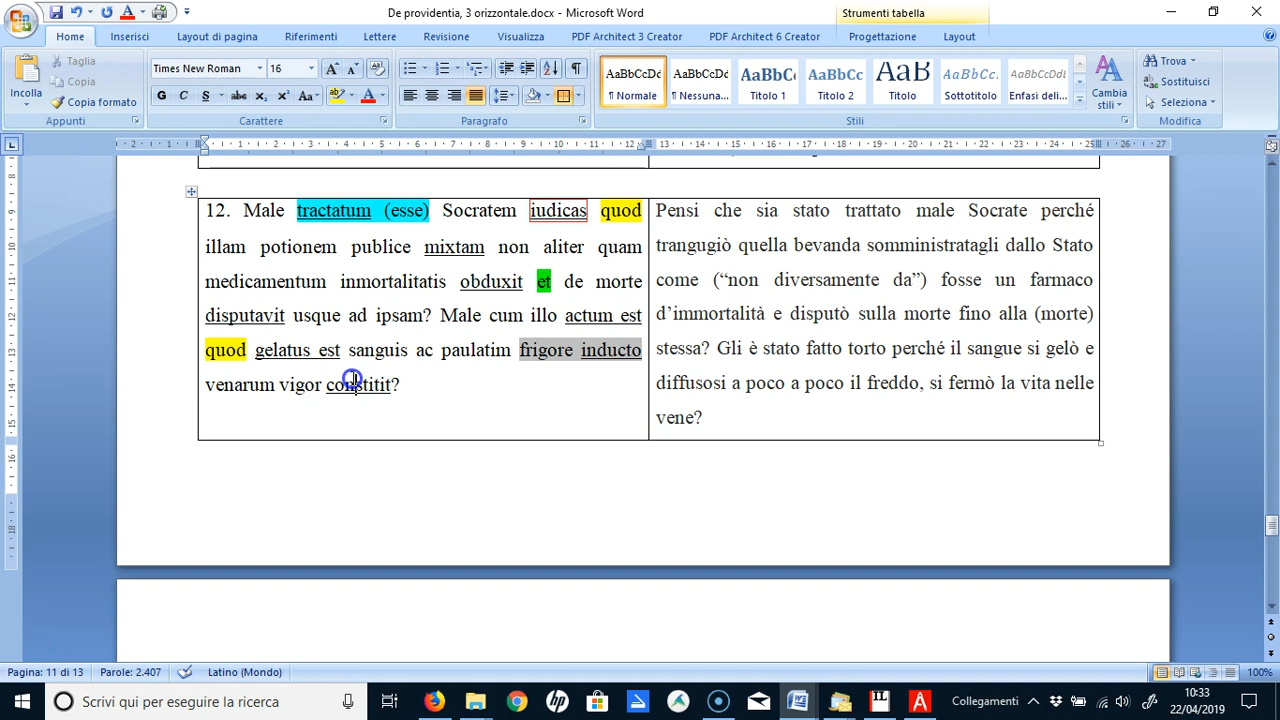 De providentia, 3 orizzontale.docx - Microsoft Word
Strumenti tabella
Home Inserisci Layout di pagina Riferimenti Lettere Revisione Visualizza PDF Architect 3 Creator PDF Architect 6 Creator Progettazione Layout
Incolla
Taglia
Copia
Copia formato
Appunti
Times New Roman 16
G C S abc x₂ x² Aa
Carattere
Paragrafo
AaBbCcDd AaBbCcDd AaBbC AaBbCc AaB AaBbCc. AaBbCcDd
¶ Normale ¶ Nessuna... Titolo 1 Titolo 2 Titolo Sottotitolo Enfasi deli...
Cambia stili
Stili
Trova
Sostituisci
Seleziona
Modifica
12. Male tractatum (esse) Socratem iudicas quod
illam potionem publice mixtam non aliter quam
medicamentum inmortalitatis obduxit et de morte
disputavit usque ad ipsam? Male cum illo actum est
quod gelatus est sanguis ac paulatim frigore inducto
venarum vigor constitit?
Pensi che sia stato trattato male Socrate perché
trangugiò quella bevanda somministratagli dallo Stato
come (“non diversamente da”) fosse un farmaco
d’immortalità e disputò sulla morte fino alla (morte)
stessa? Gli è stato fatto torto perché il sangue si gelò e
diffusosi a poco a poco il freddo, si fermò la vita nelle
vene?
Pagina: 11 di 13 Parole: 2.407 Latino (Mondo) 100%
Scrivi qui per eseguire la ricerca
Collegamenti
10:33
22/04/2019